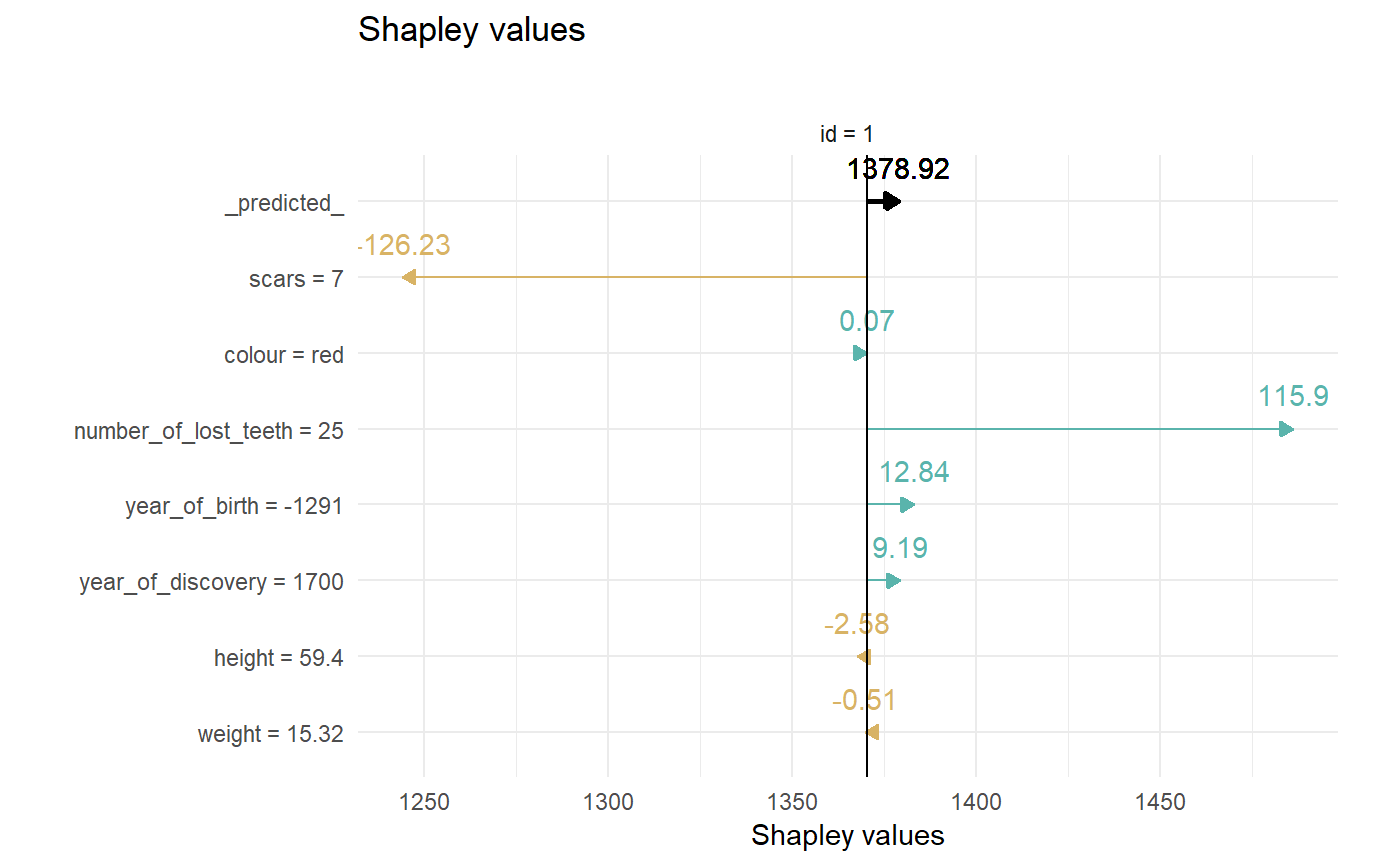 Shapley values
id = 1
1378.92
_predicted_
-126.23
scars = 7
0.07
colour = red
115.9
number_of_lost_teeth = 25
12.84
year_of_birth = -1291
9.19
year_of_discovery = 1700
-2.58
height = 59.4
-0.51
weight = 15.32
1250 1300 1350 1400 1450
Shapley values